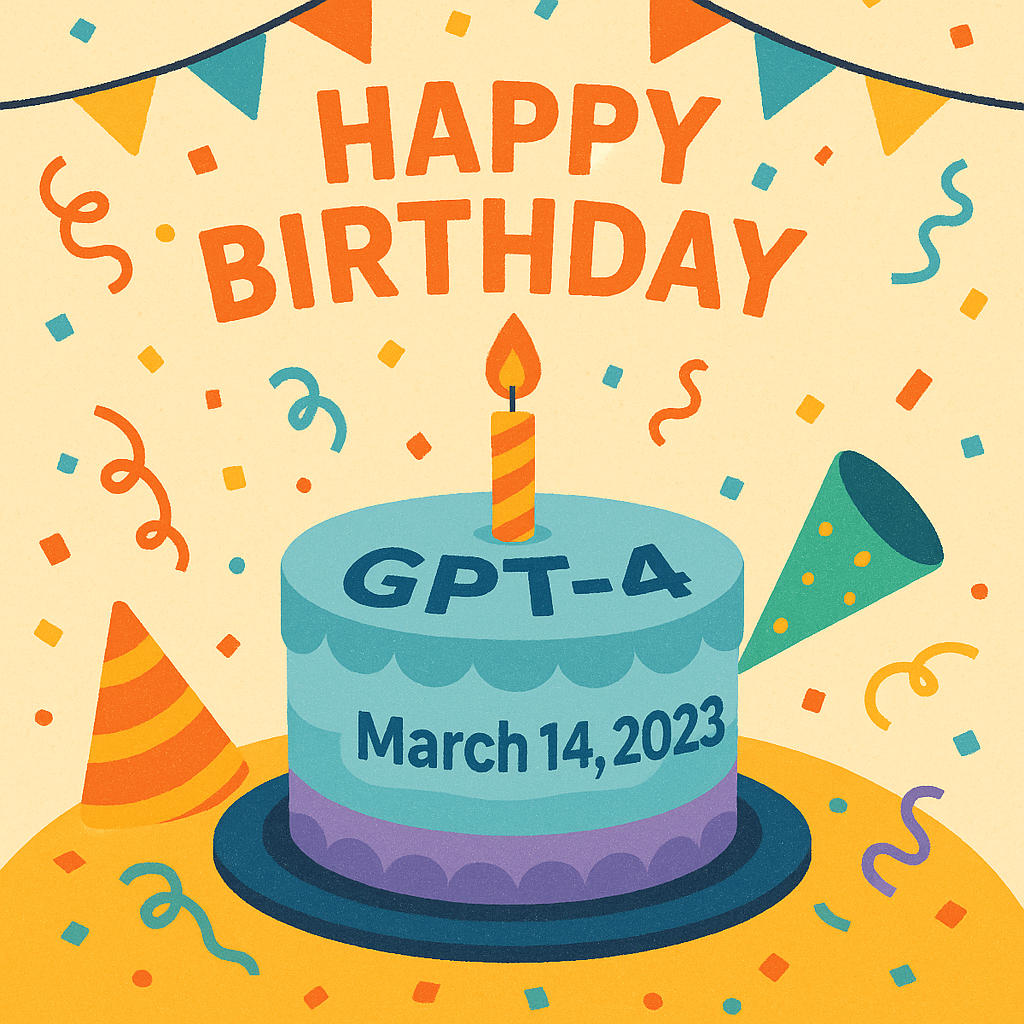 HAPPY
BIRTHDAY
GPT-4
March 14, 2023